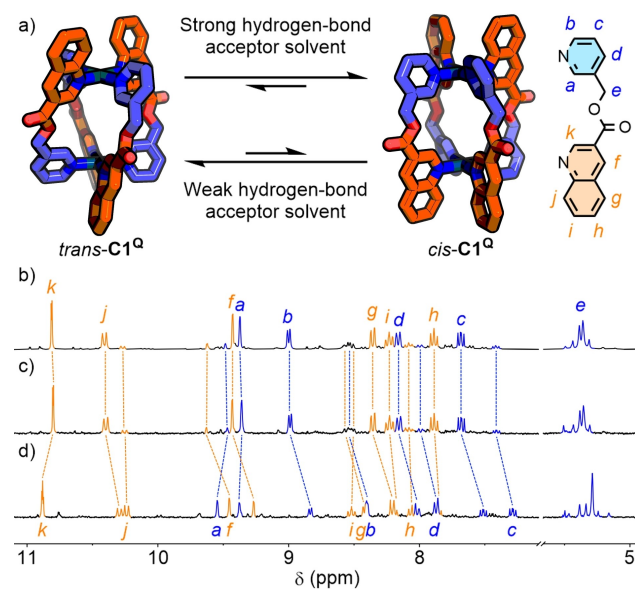 a)
Strong hydrogen-bond
acceptor solvent
Weak hydrogen-bond
acceptor solvent
trans-C1Q
cis-C1Q
b c
N d
a e
O
O
k
N f
j g
i h
b)
k j f a b g i d h c e
c)
d)
k j a f i g b h d c
11 10 9 8 5
δ (ppm)